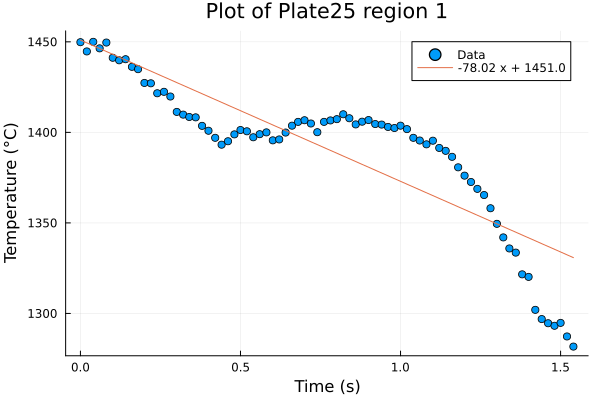 Plot of Plate25 region 1
Temperature (°C)
1450
1400
1350
1300
Data
-78.02 x + 1451.0
0.0
0.5
1.0
1.5
Time (s)